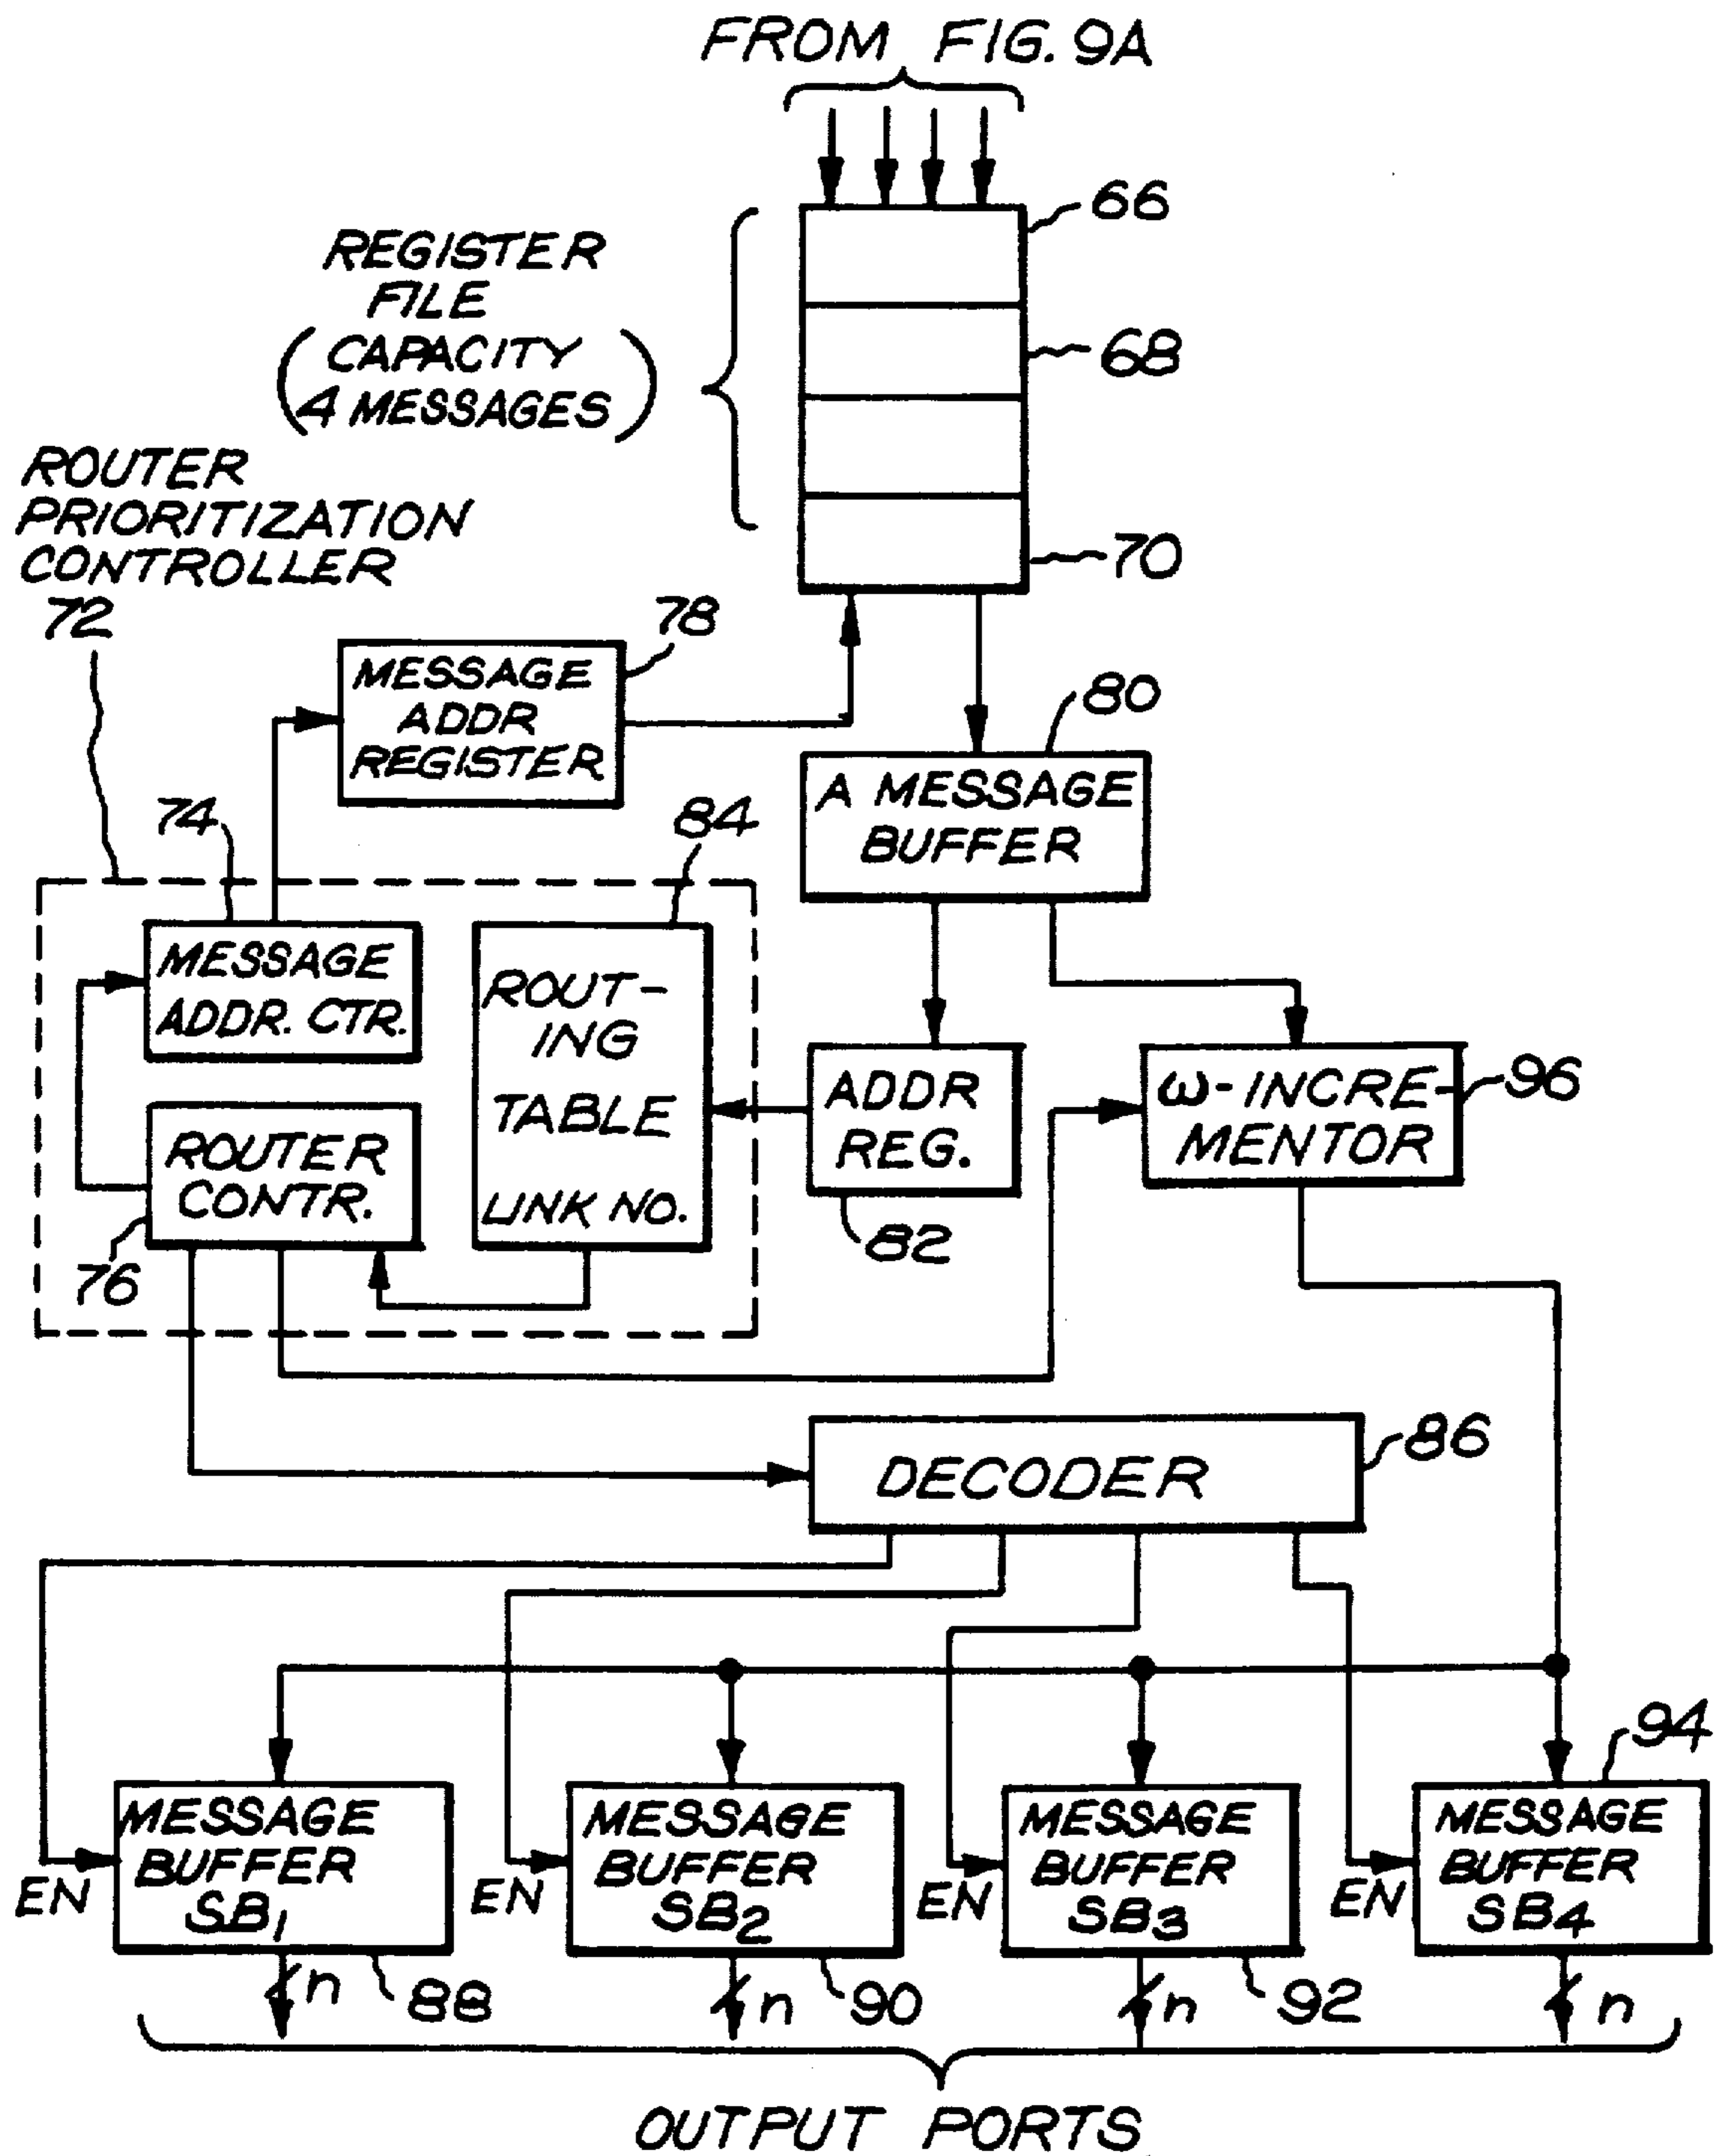 FROM FIG. 9A
66
REGISTER
FILE
(CAPACITY
4 MESSAGES)
68
ROUTER
PRIORITIZATION
CONTROLLER
72
70
78
MESSAGE
ADDR
REGISTER
80
A MESSAGE
BUFFER
74
84
MESSAGE
ADDR. CTR.
ROUT-
ING
TABLE
LINK NO.
ADDR
REG.
82
ω-INCRE-
MENTOR
96
ROUTER
CONTR.
76
DECODER
86
94
MESSAGE
BUFFER
SB1
EN
MESSAGE
BUFFER
SB2
EN
MESSAGE
BUFFER
SB3
EN
MESSAGE
BUFFER
SB4
EN
n
88
n
90
n
92
n
OUTPUT PORTS